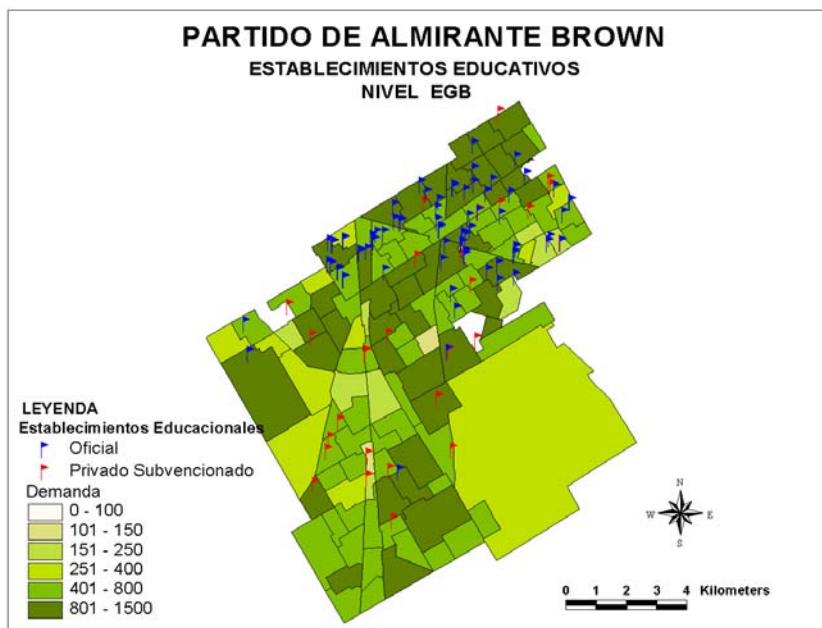 PARTIDO DE ALMIRANTE BROWN
ESTABLECIMIENTOS EDUCATIVOS
NIVEL EGB
LEYENDA
Establecimientos Educacionales
Oficial
Privado Subvencionado
Demanda
0 - 100
101 - 150
151 - 250
251 - 400
401 - 800
801 - 1500
N
W E
S
0 1 2 3 4 Kilometers